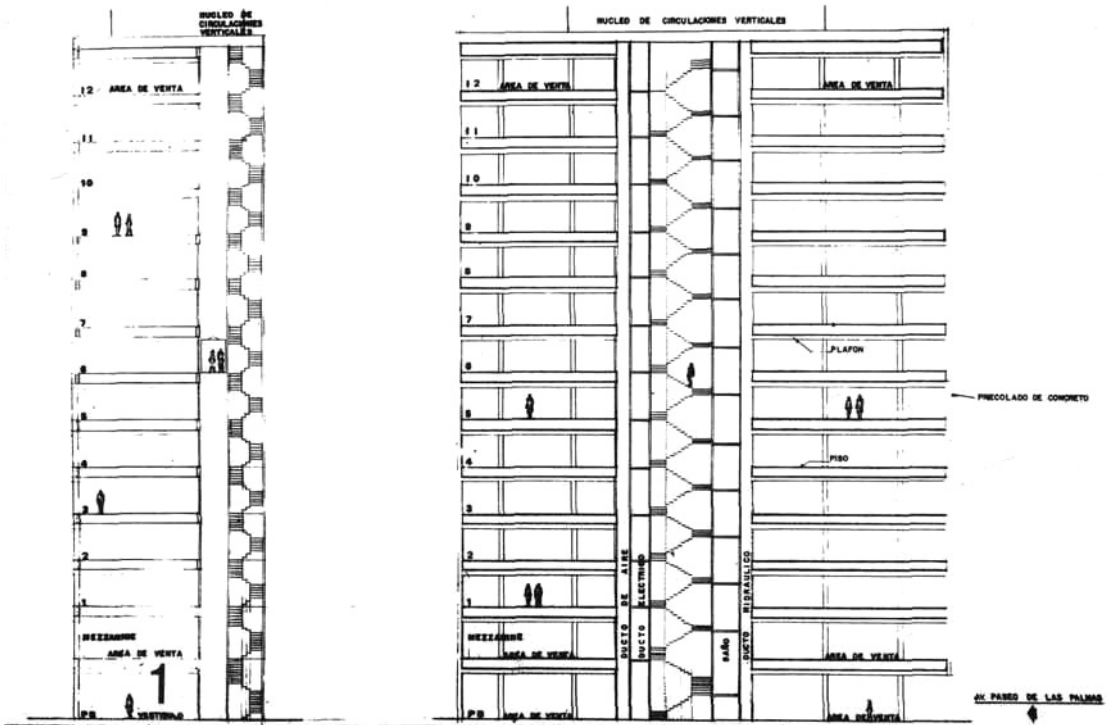 NUCLEO DE
CIRCULACIONES
VERTICALES
12 AREA DE VENTA
11
10
9
8
7
6
5
4
3
2
1
MEZZANINE
AREA DE VENTA
1
PB VESTIBULO
NUCLEO DE CIRCULACIONES VERTICALES
12 AREA DE VENTA AREA DE VENTA
11
10
9
8
7
PLAFON
6
PRECOLADO DE CONCRETO
5
4 PISO
3
2
1
DUCTO DE AIRE
DUCTO ELECTRICO
BAÑO
DUCTO HIDRAULICO
MEZZANINE
AREA DE VENTA AREA DE VENTA
PB AREA DE VENTA AREA DE VENTA
AV. PASEO DE LAS PALMAS